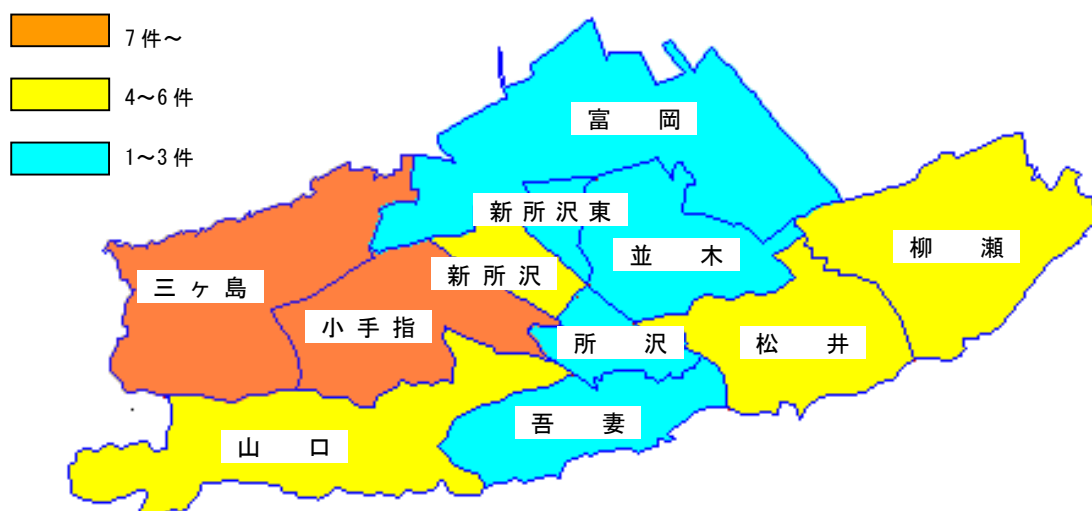 7件～
4～6件
1～3件
富岡
新所沢東
並木
柳瀬
新所沢
三ヶ島
小手指
所沢
松井
吾妻
山口